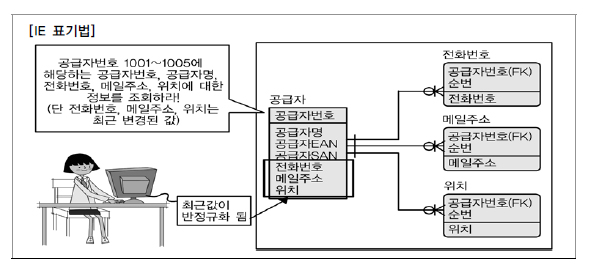 [IE 표기법]
공급자번호 1001~1005에
해당하는 공급자번호, 공급자명,
전화번호, 메일주소, 위치에 대한
정보를 조회하라!
(단 전화번호, 메일주소, 위치는
최근 변경된 값)
최근값이
반정규화 됨
공급자
공급자번호
공급자명
공급자EAN
공급자SAN
전화번호
메일주소
위치
전화번호
공급자번호(FK)
순번
전화번호
메일주소
공급자번호(FK)
순번
메일주소
위치
공급자번호(FK)
순번
위치